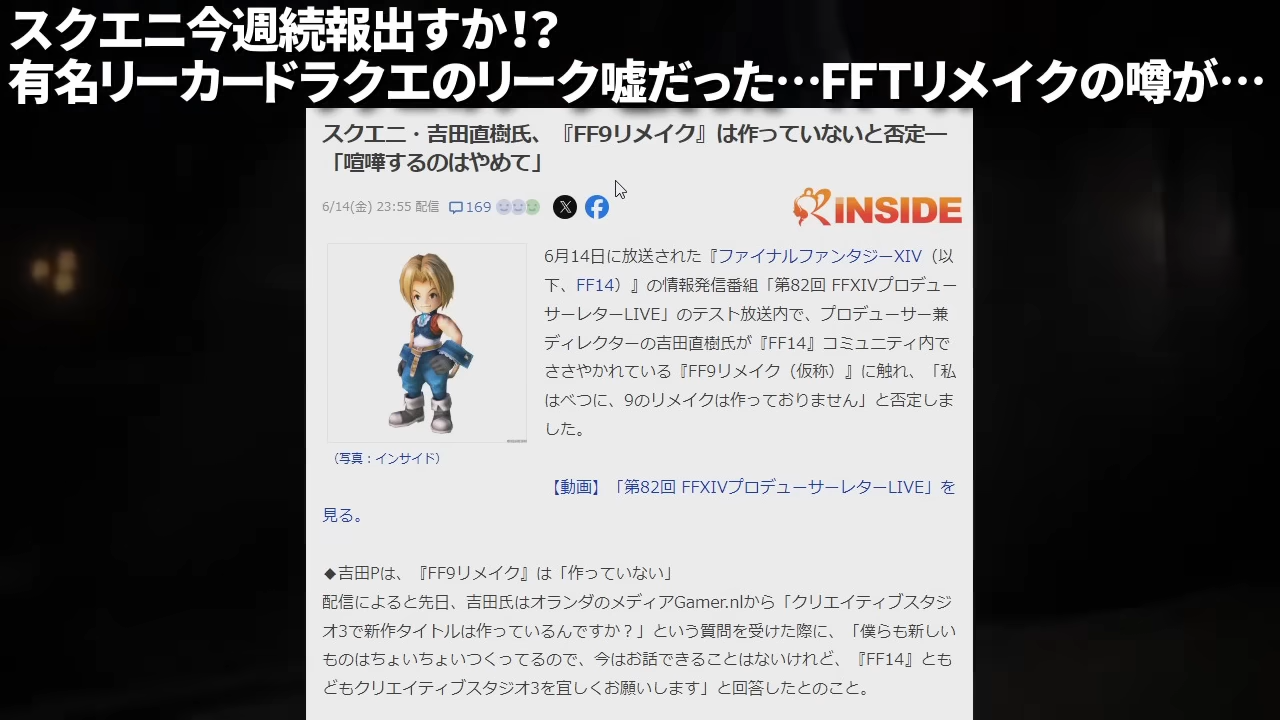 スクエニ今週続報出すか!?
有名リーカードラクエのリーク嘘だった…FFTリメイクの噂が…
スクエニ・吉田直樹氏、『FF9リメイク』は作っていないと否定―
「喧嘩するのはやめて」
6/14(金) 23:55 配信 169
INSIDE
6月14日に放送された『ファイナルファンタジーXIV（以
下、FF14）』の情報発信番組「第82回 FFXIVプロデュー
サーレターLIVE」のテスト放送内で、プロデューサー兼
ディレクターの吉田直樹氏が『FF14』コミュニティ内で
ささやかれている『FF9リメイク（仮称）』に触れ、「私
はべつに、9のリメイクは作っておりません」と否定しま
した。
（写真：インサイド）
【動画】「第82回 FFXIVプロデューサーレターLIVE」を
見る。
◆吉田Pは、『FF9リメイク』は「作っていない」
配信によると先日、吉田氏はオランダのメディアGamer.nlから「クリエイティブスタジ
オ3で新作タイトルは作っているんですか？」という質問を受けた際に、「僕らも新しい
ものはちょいちょいつくってるので、今はお話できることはないけれど、『FF14』とも
どもクリエイティブスタジオ3を宜しくお願いします」と回答したとのこと。